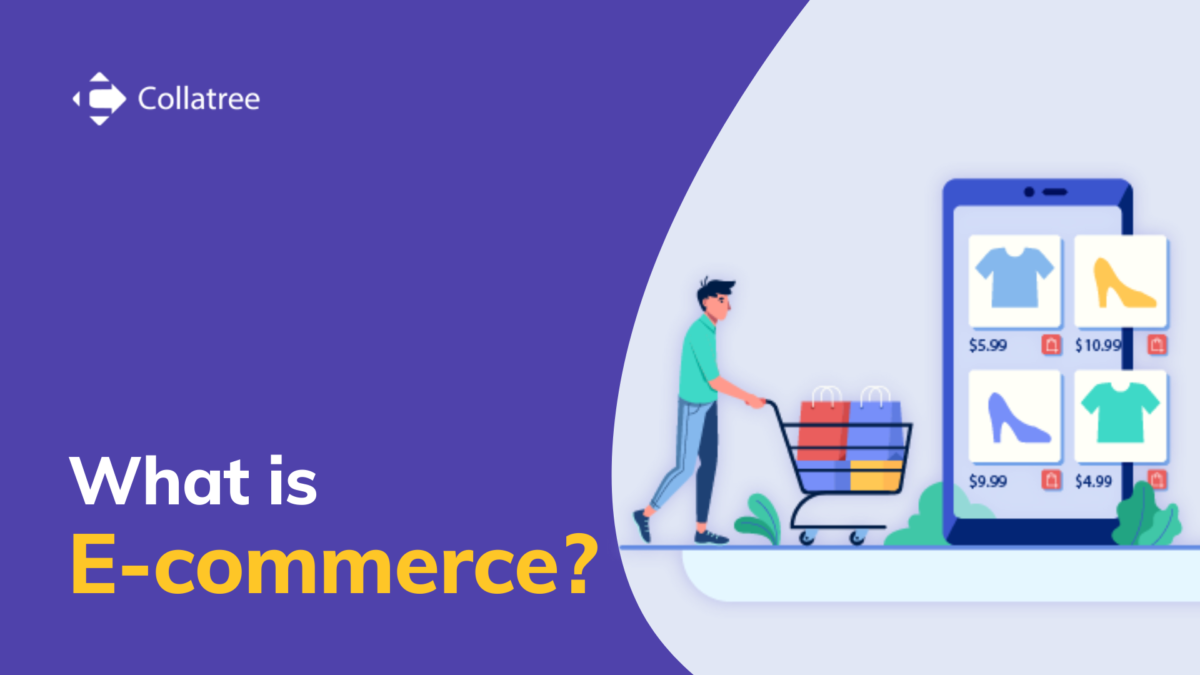 Collatree
What is
E-commerce?
$5.99
$10.99
$9.99
$4.99